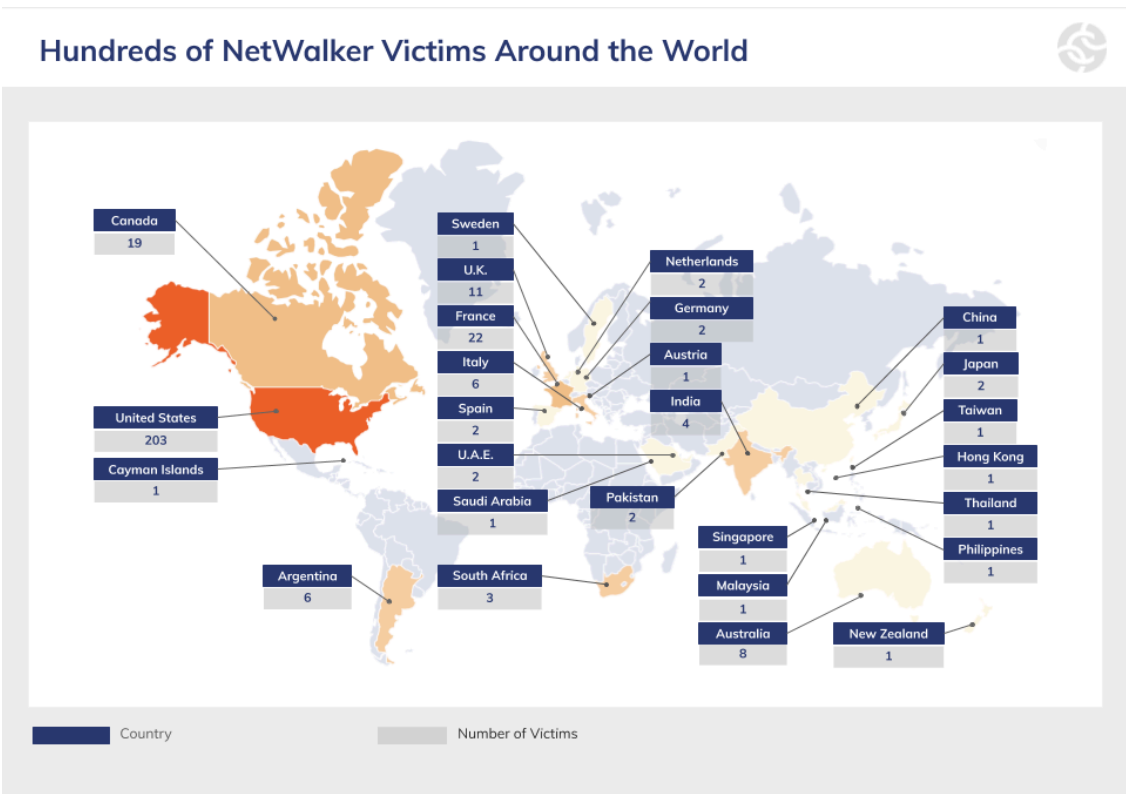 Hundreds of NetWalker Victims Around the World
Canada
19
United States
203
Cayman Islands
1
Argentina
6
Sweden
1
U.K.
11
France
22
Italy
6
Spain
2
U.A.E.
2
Saudi Arabia
1
South Africa
3
Netherlands
2
Germany
2
Austria
1
India
4
Pakistan
2
Singapore
1
Malaysia
1
Australia
8
New Zealand
1
China
1
Japan
2
Taiwan
1
Hong Kong
1
Thailand
1
Philippines
1
Country
Number of Victims